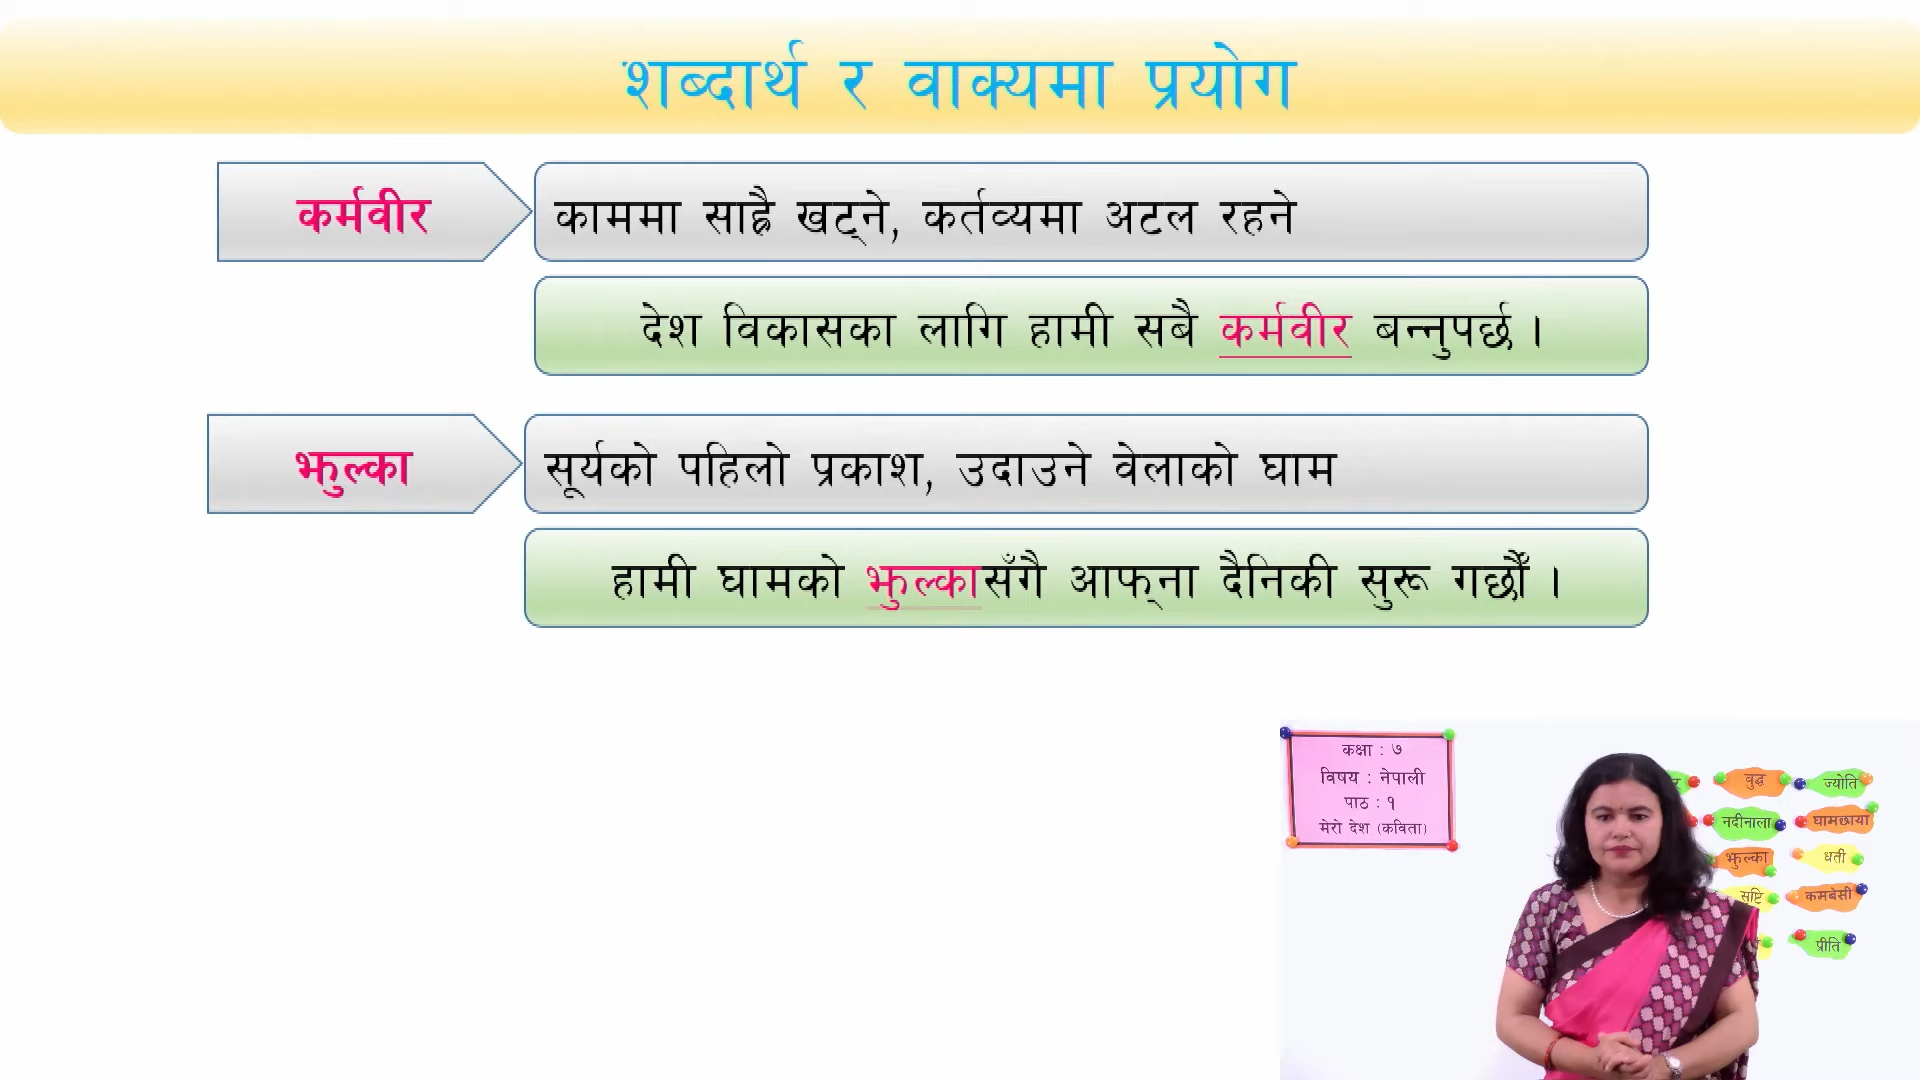 शब्दार्थ र वाक्यमा प्रयोग
कर्मवीर
काममा साह्रै खट्ने, कर्तव्यमा अटल रहने
देश विकासका लागि हामी सबै कर्मवीर बन्नुपर्छ ।
झुल्का
सूर्यको पहिलो प्रकाश, उदाउने वेलाको घाम
हामी घामको झुल्कासँगै आफ्ना दैनिकी सुरू गर्छौँ ।
कक्षा : ७
विषय : नेपाली
पाठ : १
मेरो देश (कविता)
बुद्ध ज्योति
नदीनाला घामछाया
झुल्का धर्ती
सृष्टि कमबेसी
प्रीति